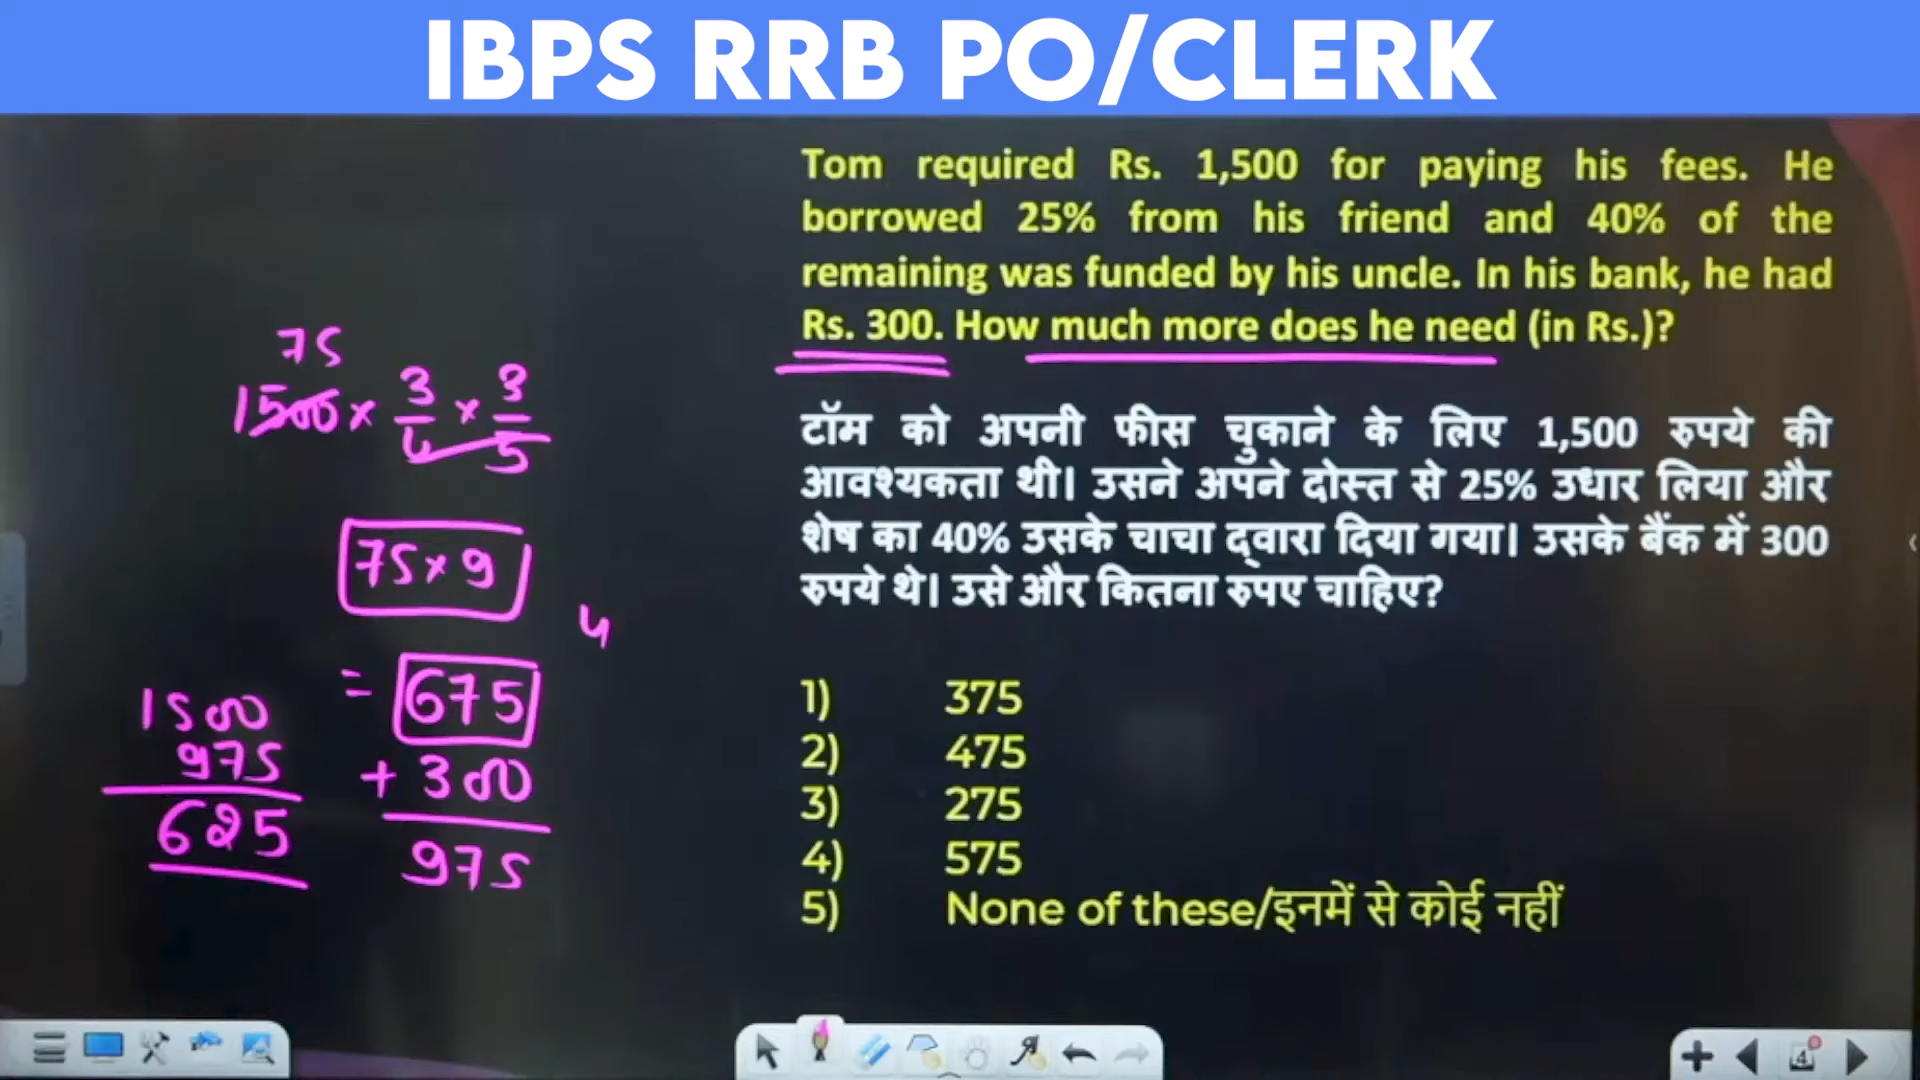 IBPS RRB PO/CLERK
Tom required Rs. 1,500 for paying his fees. He
borrowed 25% from his friend and 40% of the
remaining was funded by his uncle. In his bank, he had
Rs. 300. How much more does he need (in Rs.)?
टॉम को अपनी फीस चुकाने के लिए 1,500 रुपये की
आवश्यकता थी। उसने अपने दोस्त से 25% उधार लिया और
शेष का 40% उसके चाचा द्वारा दिया गया। उसके बैंक में 300
रुपये थे। उसे और कितना रुपए चाहिए?
1) 375
2) 475
3) 275
4) 575
5) None of these/इनमें से कोई नहीं
75
1500 × 3/4 × 3/5
75 × 9
4
= 675
+ 300
975
1500
975
625
4